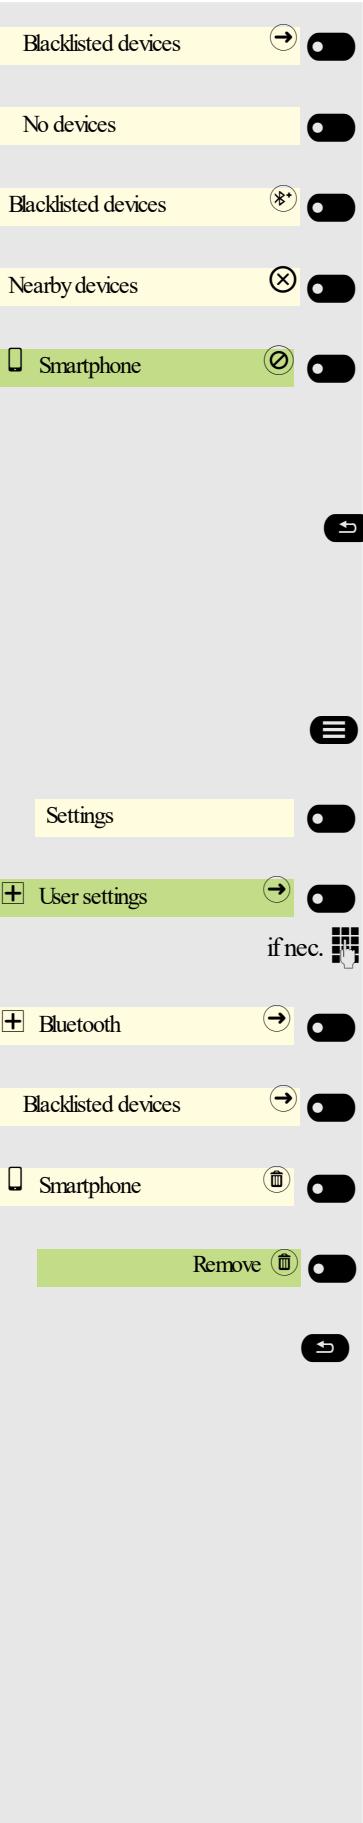 Blacklisted devices
No devices
Blacklisted devices
Nearby devices
Smartphone
Settings
User settings
if nec.
Bluetooth
Blacklisted devices
Smartphone
Remove